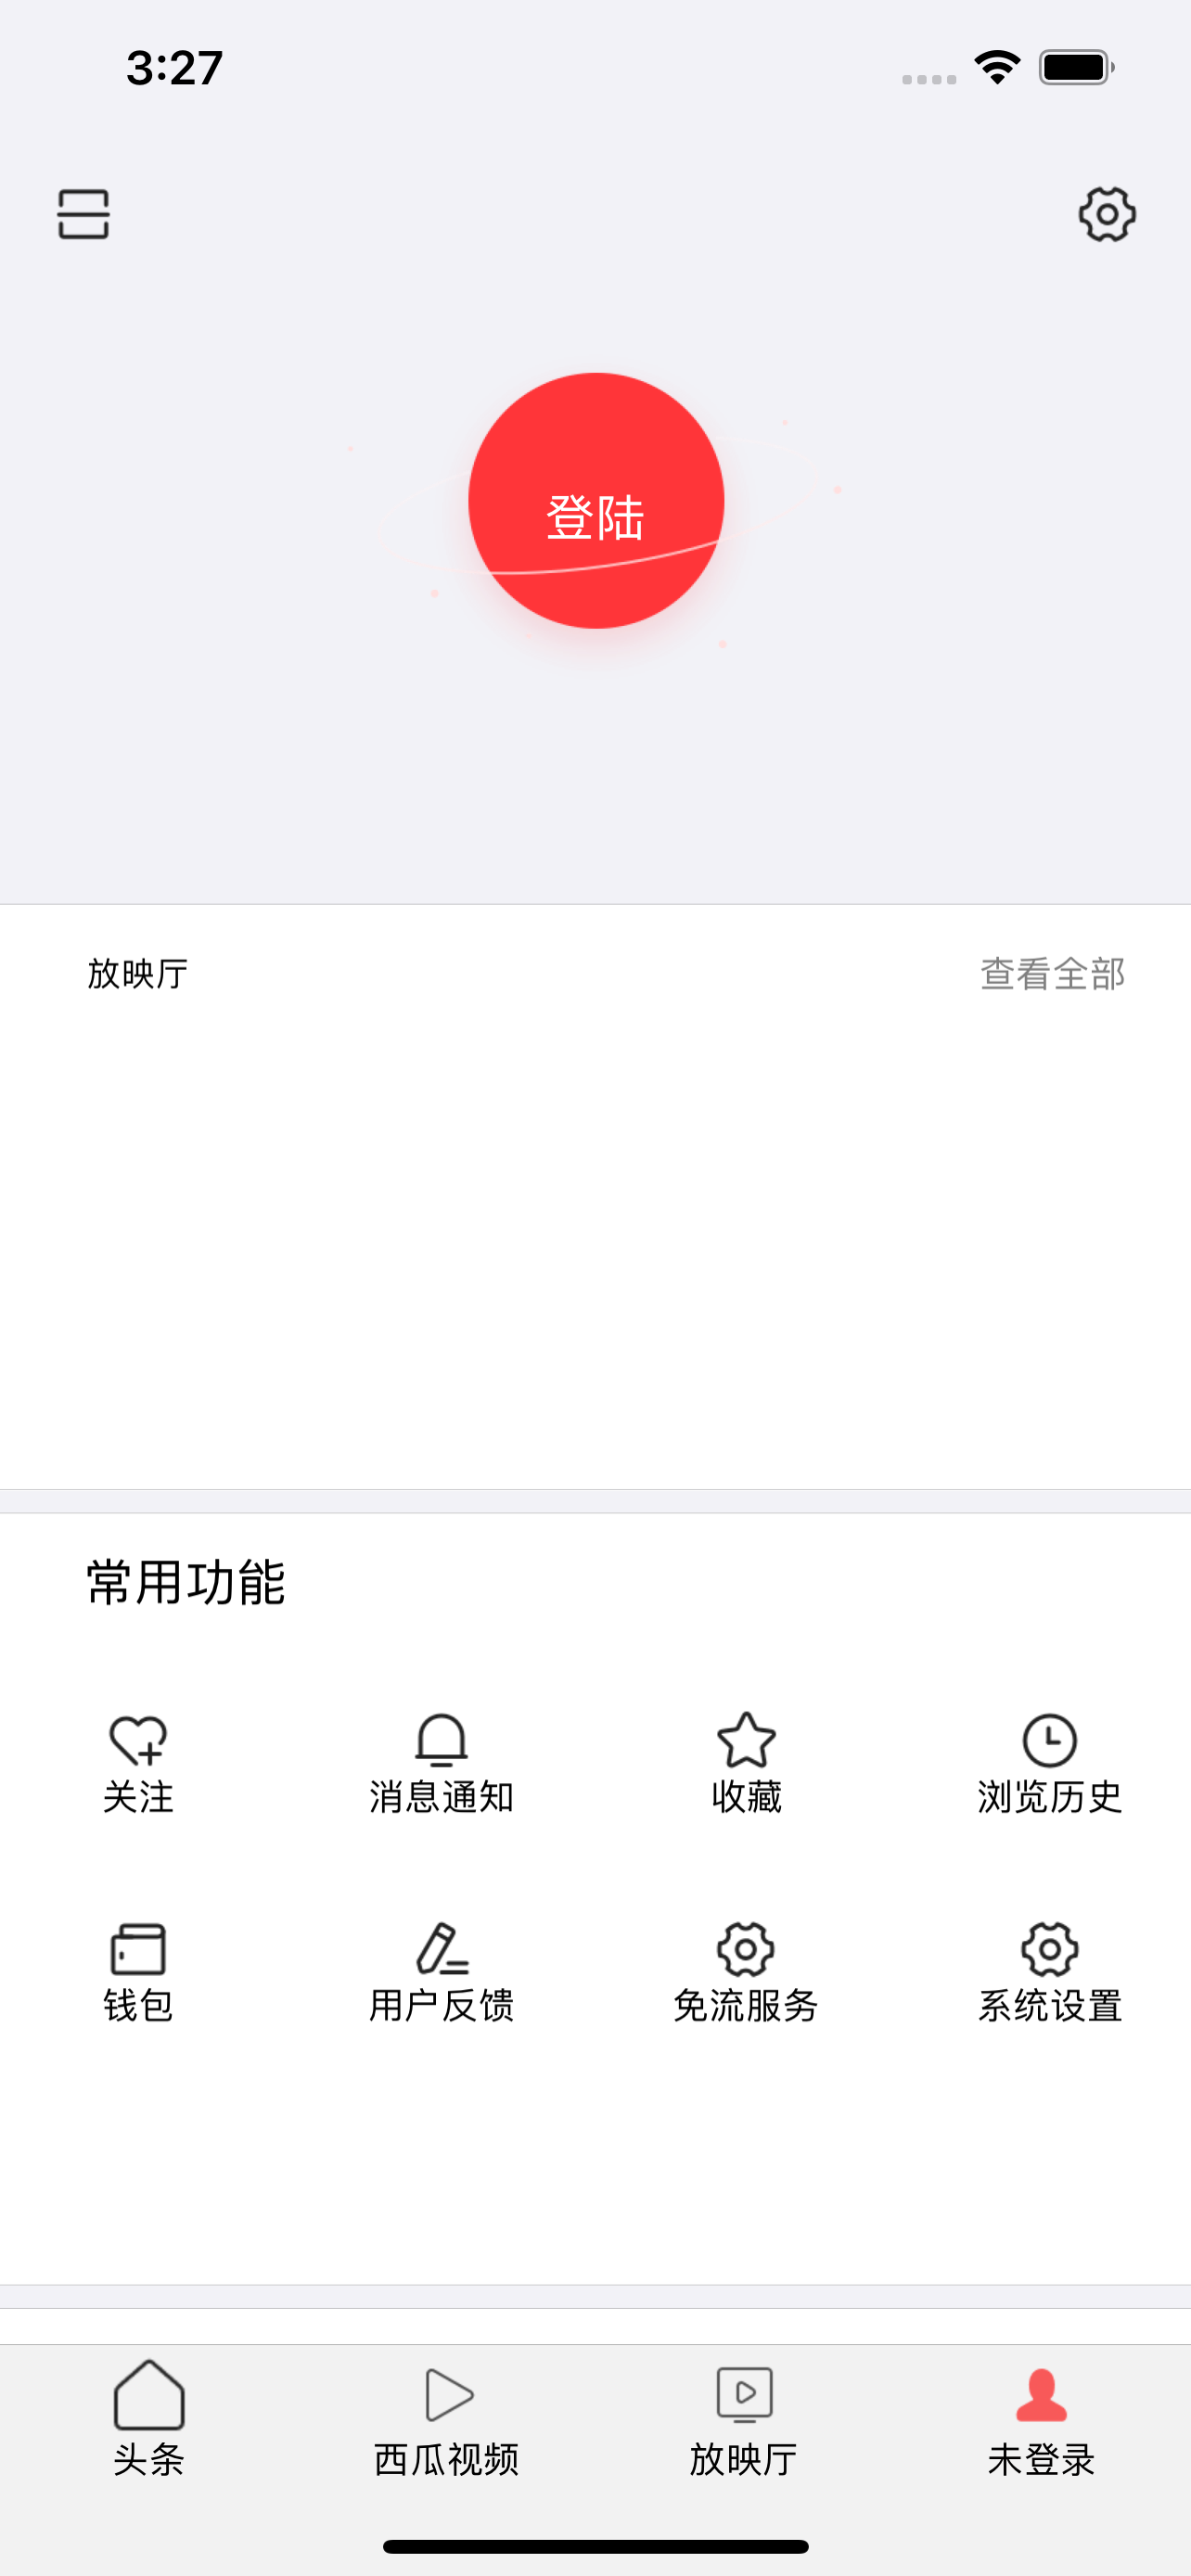 3:27
登陆
放映厅 查看全部
常用功能
关注 消息通知 收藏 浏览历史
钱包 用户反馈 免流服务 系统设置
头条 西瓜视频 放映厅 未登录